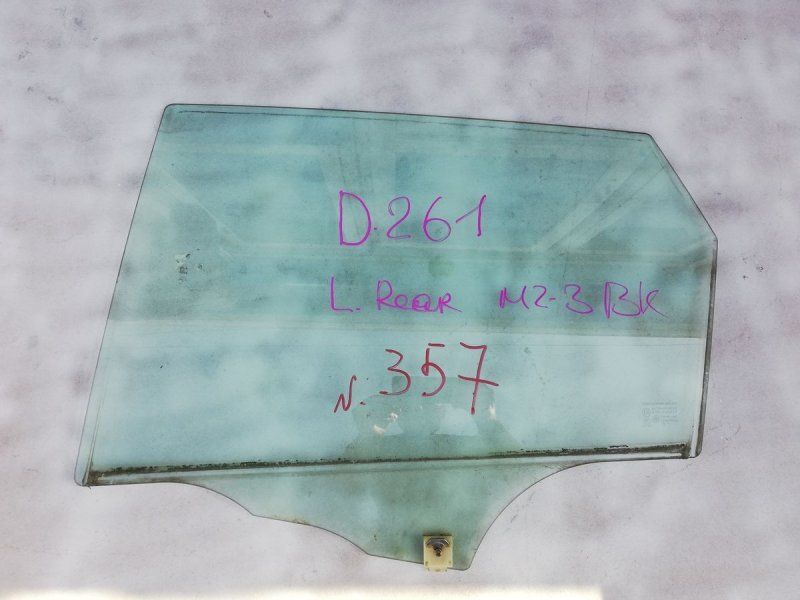 D.261
L. Rear MZ-3 BK
N. 357